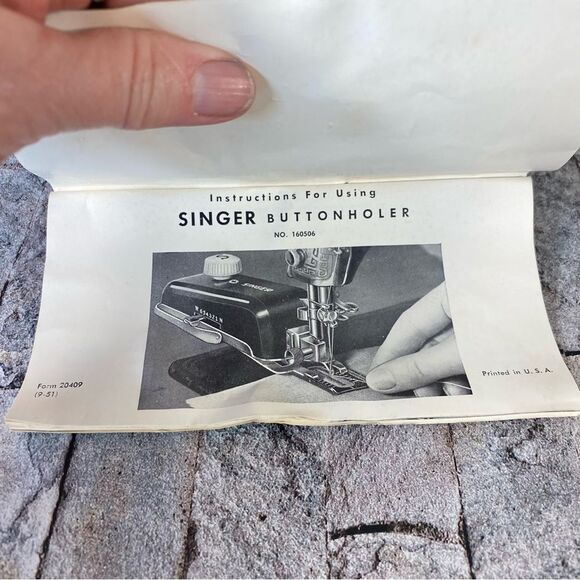 Instructions For Using
SINGER BUTTONHOLER
NO. 160506
SINGER
Form 20409
(9-51)
Printed in U. S. A.